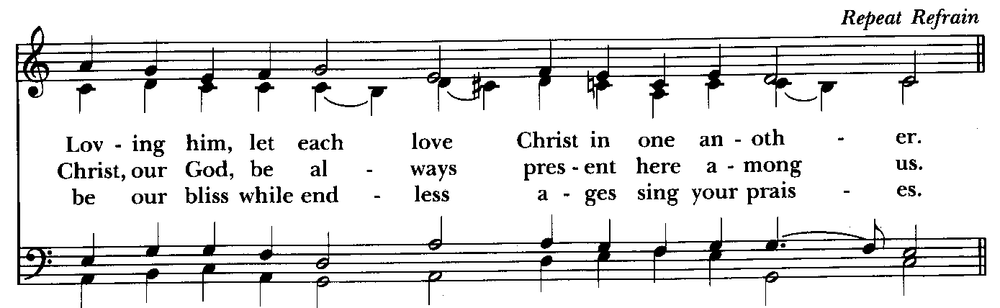 Repeat Refrain
Lov - ing him, let each love Christ in one an - oth - er.
Christ, our God, be al - ways pres - ent here a - mong us.
be our bliss while end - less a - ges sing your prais - es.